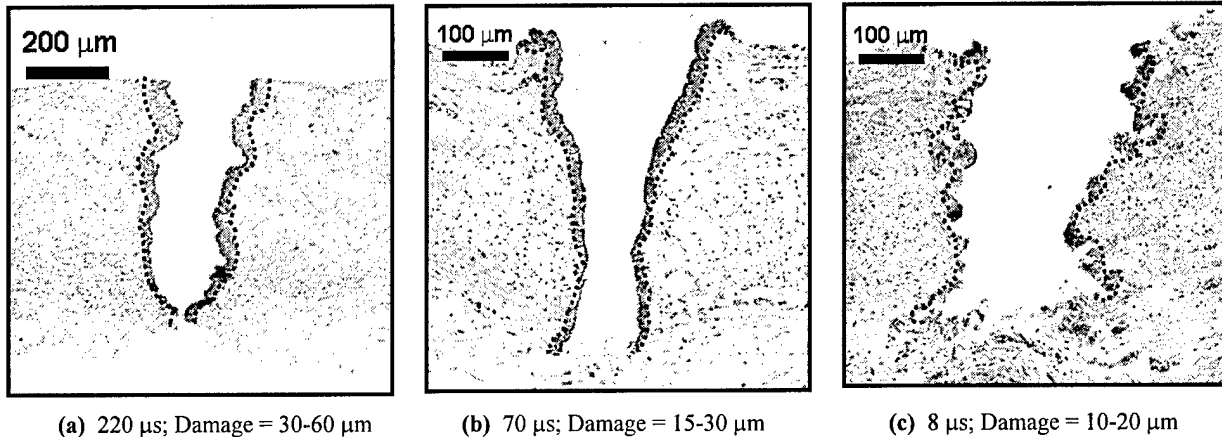 200 μm
100 μm
100 μm
(a) 220 μs; Damage = 30-60 μm
(b) 70 μs; Damage = 15-30 μm
(c) 8 μs; Damage = 10-20 μm